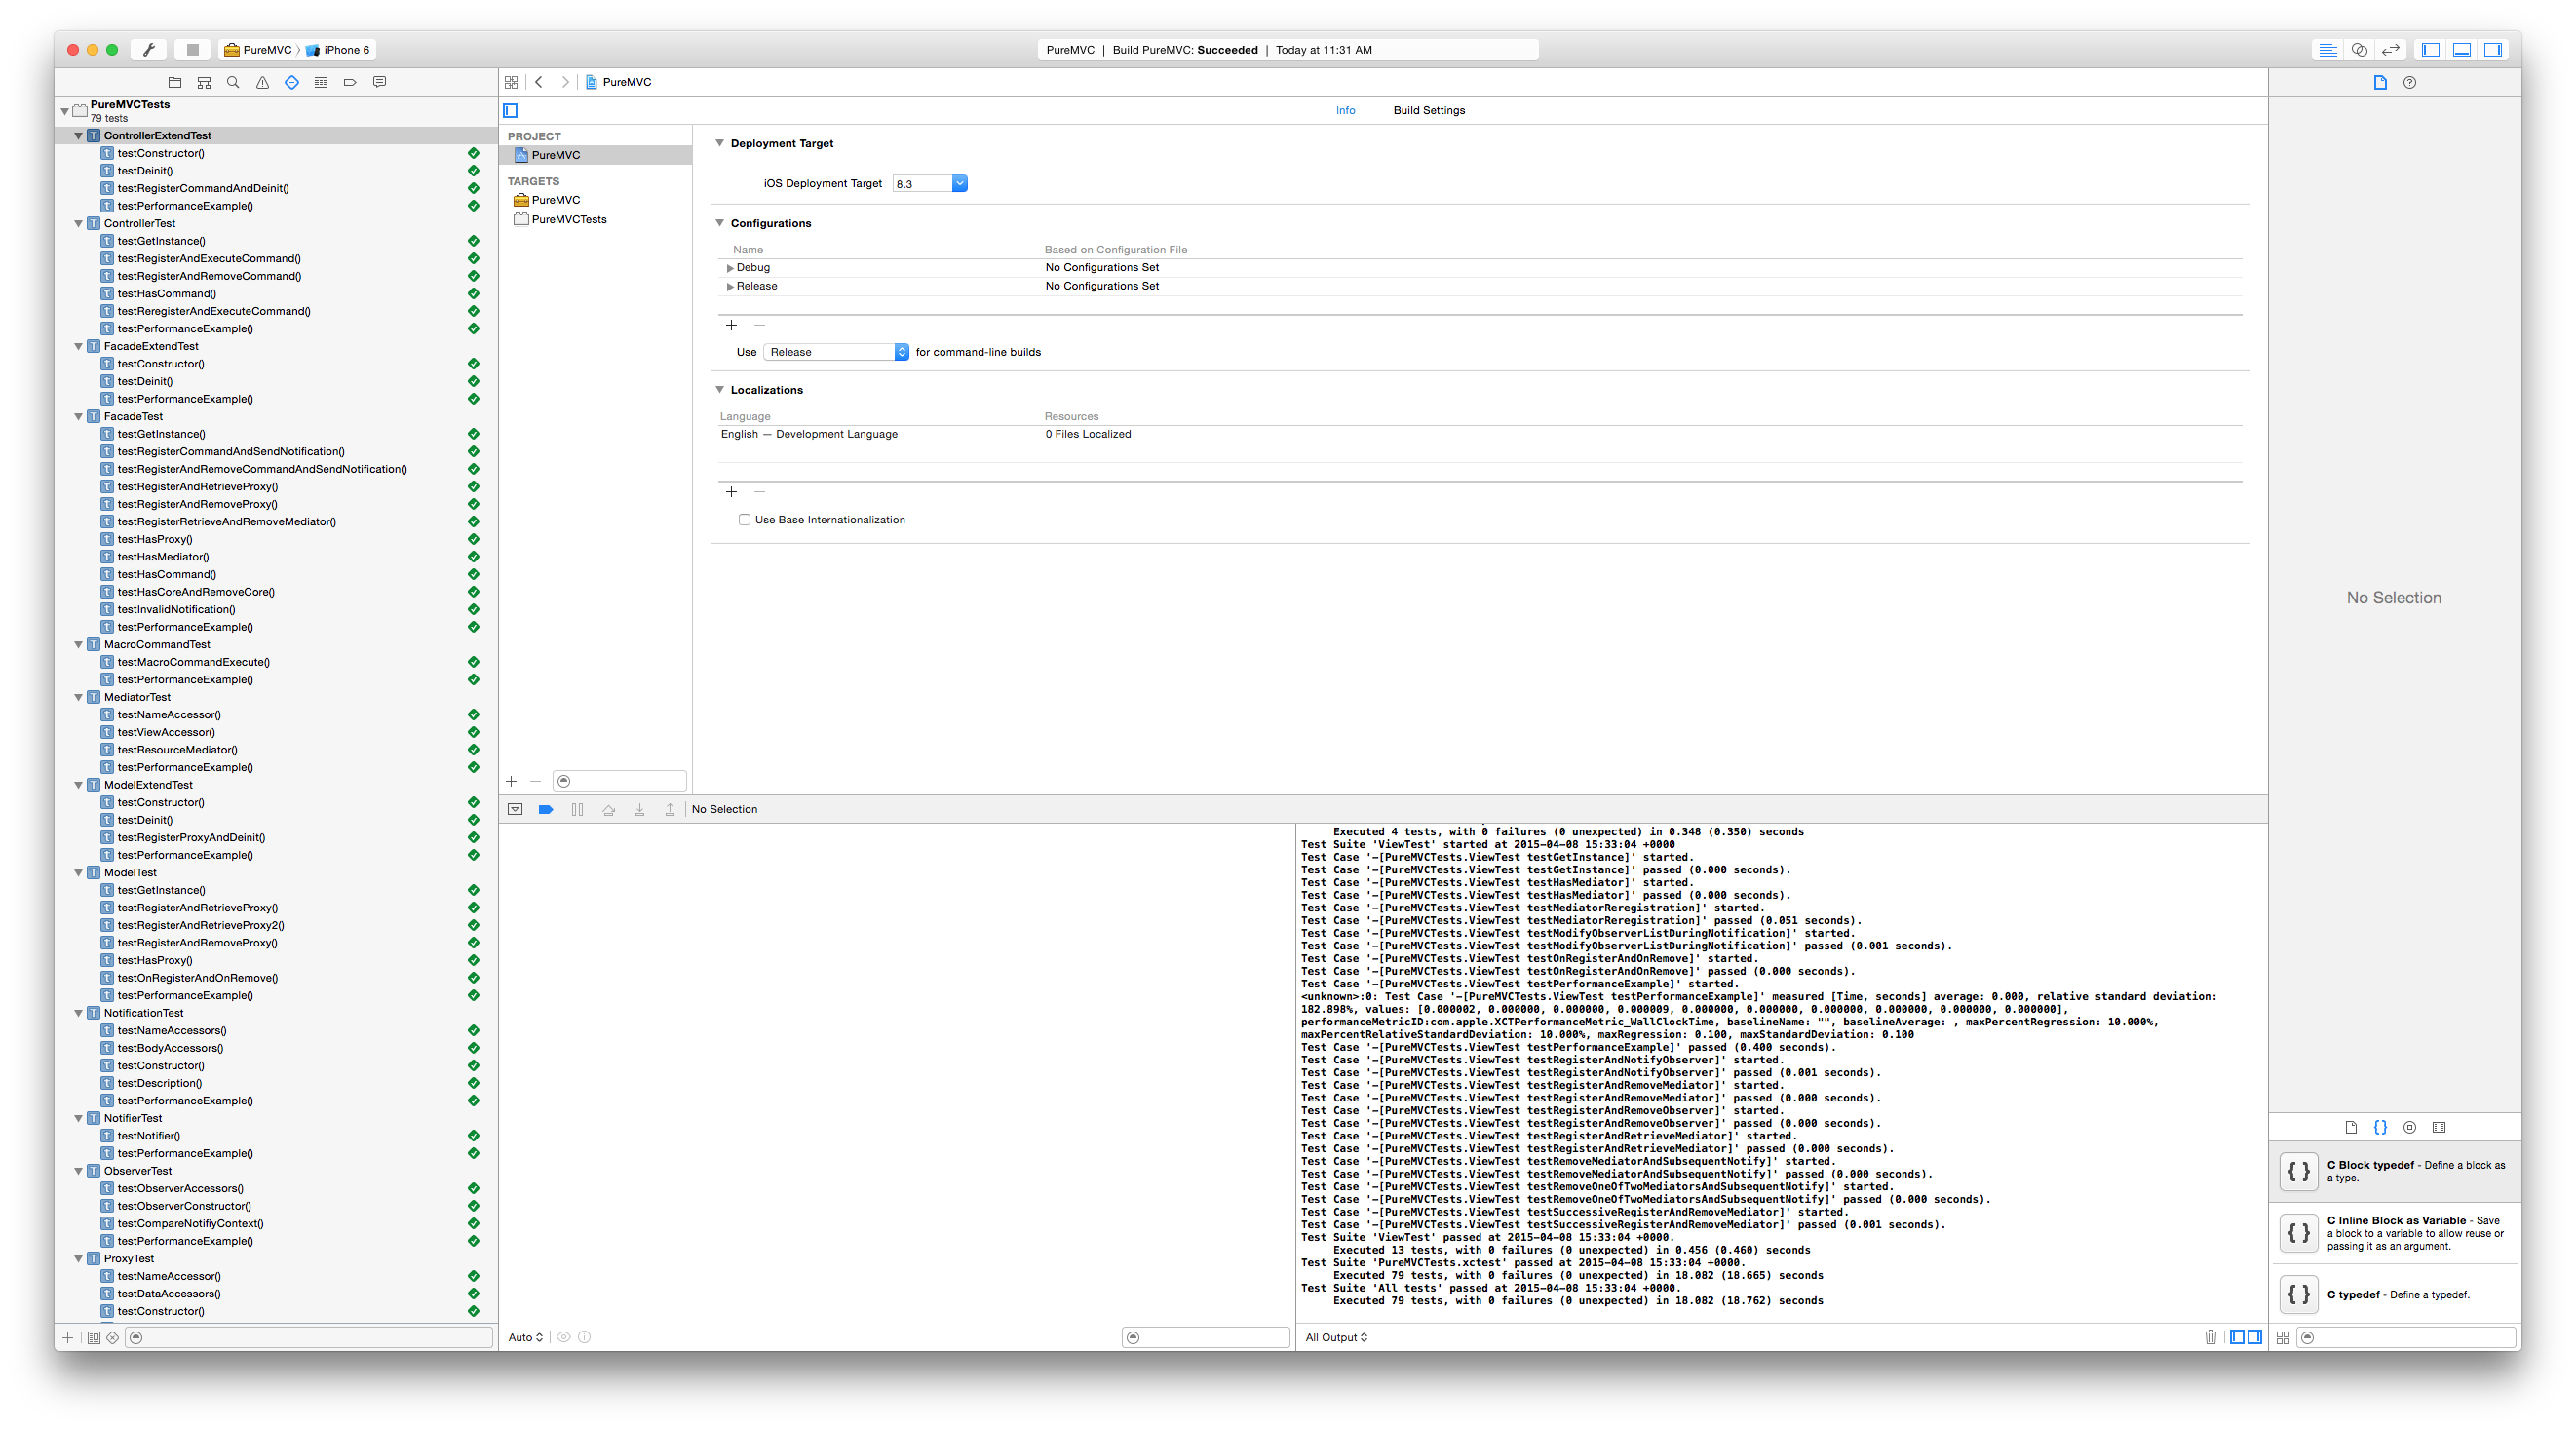 PureMVC
iPhone 6
PureMVC | Build PureMVC: Succeeded | Today at 11:31 AM
PureMVCTests
79 tests
ControllerExtendTest
testConstructor()
testDeinit()
testRegisterCommandAndDeinit()
testPerformanceExample()
ControllerTest
testGetInstance()
testRegisterAndExecuteCommand()
testRegisterAndRemoveCommand()
testHasCommand()
testReregisterAndExecuteCommand()
testPerformanceExample()
FacadeExtendTest
testConstructor()
testDeinit()
testPerformanceExample()
FacadeTest
testGetInstance()
testRegisterCommandAndSendNotification()
testRegisterAndRemoveCommandAndSendNotification()
testRegisterAndRetrieveProxy()
testRegisterAndRemoveProxy()
testRegisterRetrieveAndRemoveMediator()
testHasProxy()
testHasMediator()
testHasCommand()
testHasCoreAndRemoveCore()
testInvalidNotification()
testPerformanceExample()
MacroCommandTest
testMacroCommandExecute()
testPerformanceExample()
MediatorTest
testNameAccessor()
testViewAccessor()
testResourceMediator()
testPerformanceExample()
ModelExtendTest
testConstructor()
testDeinit()
testRegisterProxyAndDeinit()
testPerformanceExample()
ModelTest
testGetInstance()
testRegisterAndRetrieveProxy()
testRegisterAndRetrieveProxy2()
testRegisterAndRemoveProxy()
testHasProxy()
testOnRegisterAndOnRemove()
testPerformanceExample()
NotificationTest
testNameAccessors()
testBodyAccessors()
testConstructor()
testDescription()
testPerformanceExample()
NotifierTest
testNotifier()
testPerformanceExample()
ObserverTest
testObserverAccessors()
testObserverConstructor()
testCompareNotifiyContext()
testPerformanceExample()
ProxyTest
testNameAccessor()
testDataAccessors()
testConstructor()
PureMVC
Info
Build Settings
PROJECT
PureMVC
TARGETS
PureMVC
PureMVCTests
Deployment Target
iOS Deployment Target 8.3
Configurations
Name Based on Configuration File
Debug No Configurations Set
Release No Configurations Set
Use Release for command-line builds
Localizations
Language Resources
English — Development Language 0 Files Localized
Use Base Internationalization
No Selection
Executed 4 tests, with 0 failures (0 unexpected) in 0.348 (0.350) seconds
Test Suite 'ViewTest' started at 2015-04-08 15:33:04 +0000
Test Case '-[PureMVCTests.ViewTest testGetInstance]' started.
Test Case '-[PureMVCTests.ViewTest testGetInstance]' passed (0.000 seconds).
Test Case '-[PureMVCTests.ViewTest testHasMediator]' started.
Test Case '-[PureMVCTests.ViewTest testHasMediator]' passed (0.000 seconds).
Test Case '-[PureMVCTests.ViewTest testMediatorReregistration]' started.
Test Case '-[PureMVCTests.ViewTest testMediatorReregistration]' passed (0.051 seconds).
Test Case '-[PureMVCTests.ViewTest testModifyObserverListDuringNotification]' started.
Test Case '-[PureMVCTests.ViewTest testModifyObserverListDuringNotification]' passed (0.001 seconds).
Test Case '-[PureMVCTests.ViewTest testOnRegisterAndOnRemove]' started.
Test Case '-[PureMVCTests.ViewTest testOnRegisterAndOnRemove]' passed (0.000 seconds).
Test Case '-[PureMVCTests.ViewTest testPerformanceExample]' started.
<unknown>:0: Test Case '-[PureMVCTests.ViewTest testPerformanceExample]' measured [Time, seconds] average: 0.000, relative standard deviation:
182.898%, values: [0.000002, 0.000000, 0.000000, 0.000009, 0.000000, 0.000000, 0.000000, 0.000000, 0.000000, 0.000000],
performanceMetricID:com.apple.XCTPerformanceMetric_WallClockTime, baselineName: "", baselineAverage: , maxPercentRegression: 10.000%,
maxPercentRelativeStandardDeviation: 10.000%, maxRegression: 0.100, maxStandardDeviation: 0.100
Test Case '-[PureMVCTests.ViewTest testPerformanceExample]' passed (0.400 seconds).
Test Case '-[PureMVCTests.ViewTest testRegisterAndNotifyObserver]' started.
Test Case '-[PureMVCTests.ViewTest testRegisterAndNotifyObserver]' passed (0.001 seconds).
Test Case '-[PureMVCTests.ViewTest testRegisterAndRemoveMediator]' started.
Test Case '-[PureMVCTests.ViewTest testRegisterAndRemoveMediator]' passed (0.000 seconds).
Test Case '-[PureMVCTests.ViewTest testRegisterAndRemoveObserver]' started.
Test Case '-[PureMVCTests.ViewTest testRegisterAndRemoveObserver]' passed (0.000 seconds).
Test Case '-[PureMVCTests.ViewTest testRegisterAndRetrieveMediator]' started.
Test Case '-[PureMVCTests.ViewTest testRegisterAndRetrieveMediator]' passed (0.000 seconds).
Test Case '-[PureMVCTests.ViewTest testRemoveMediatorAndSubsequentNotify]' started.
Test Case '-[PureMVCTests.ViewTest testRemoveMediatorAndSubsequentNotify]' passed (0.000 seconds).
Test Case '-[PureMVCTests.ViewTest testRemoveOneOfTwoMediatorsAndSubsequentNotify]' started.
Test Case '-[PureMVCTests.ViewTest testRemoveOneOfTwoMediatorsAndSubsequentNotify]' passed (0.000 seconds).
Test Case '-[PureMVCTests.ViewTest testSuccessiveRegisterAndRemoveMediator]' started.
Test Case '-[PureMVCTests.ViewTest testSuccessiveRegisterAndRemoveMediator]' passed (0.001 seconds).
Test Suite 'ViewTest' passed at 2015-04-08 15:33:04 +0000.
Executed 13 tests, with 0 failures (0 unexpected) in 0.456 (0.460) seconds
Test Suite 'PureMVCTests.xctest' passed at 2015-04-08 15:33:04 +0000.
Executed 79 tests, with 0 failures (0 unexpected) in 18.082 (18.665) seconds
Test Suite 'All tests' passed at 2015-04-08 15:33:04 +0000.
Executed 79 tests, with 0 failures (0 unexpected) in 18.082 (18.762) seconds
Auto
All Output
No Selection
C Block typedef - Define a block as
a type.
C Inline Block as Variable - Save
a block to a variable to allow reuse or
passing it as an argument.
C typedef - Define a typedef.